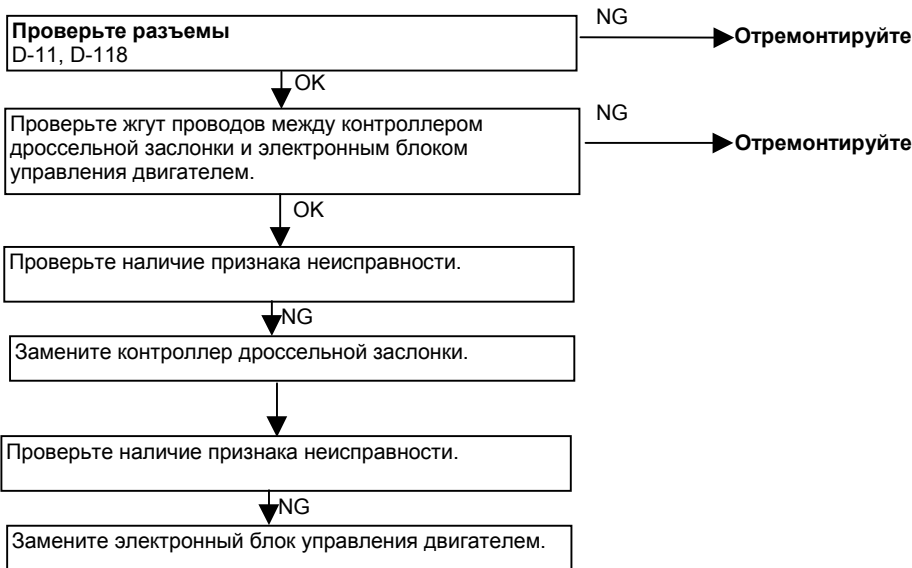 NG
Проверьте разъемы
D-11, D-118
Отремонтируйте
OK
NG
Проверьте жгут проводов между контроллером
дроссельной заслонки и электронным блоком
управления двигателем.
Отремонтируйте
OK
Проверьте наличие признака неисправности.
NG
Замените контроллер дроссельной заслонки.
Проверьте наличие признака неисправности.
NG
Замените электронный блок управления двигателем.